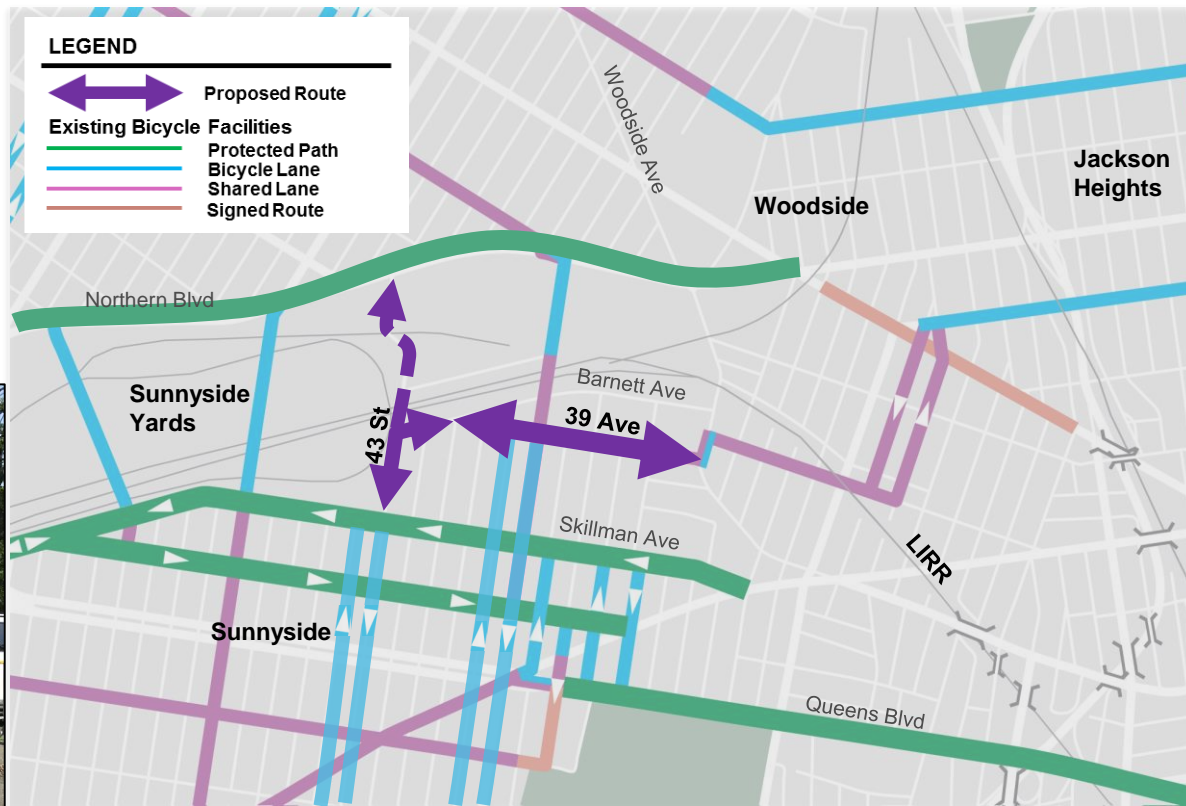 LEGEND
Proposed Route
Existing Bicycle Facilities
Protected Path
Bicycle Lane
Shared Lane
Signed Route
Woodside Ave
Jackson
Heights
Woodside
Northern Blvd
Sunnyside
Yards
43 St
Barnett Ave
39 Ave
Skillman Ave
LIRR
Sunnyside
Queens Blvd